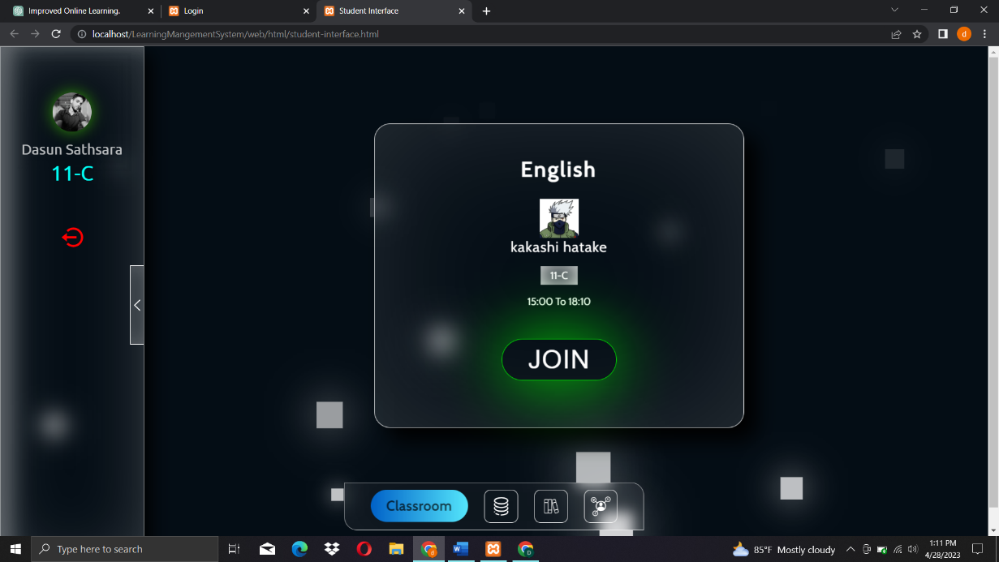 Improved Online Learning.
Login
Student Interface
localhost/LearningMangementSystem/web/html/student-interface.html
d
Dasun Sathsara
11-C
English
kakashi hatake
11-C
15:00 To 18:10
JOIN
Classroom
Type here to search
85°F Mostly cloudy
1:11 PM
4/28/2023